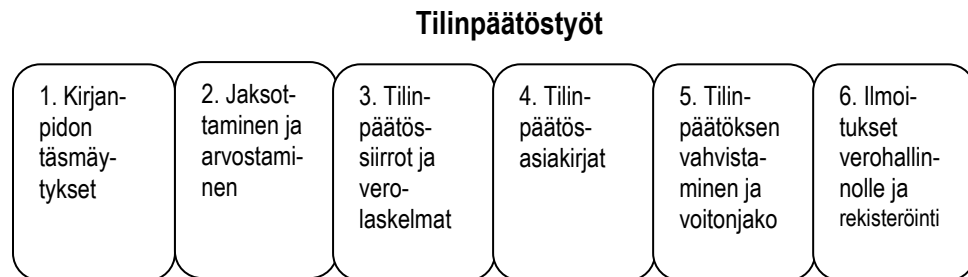 Tilinpäätöstyöt
1. Kirjan-
pidon
täsmäy-
tykset
2. Jaksot-
taminen ja
arvostami-
nen
3. Tilin-
päätös-
siirrot ja
vero-
laskelmat
4. Tilin-
päätös-
asiakirjat
5. Tilin-
päätöksen
vahvista-
minen ja
voitonjako
6. Ilmoi-
tukset
verohallin-
nolle ja
rekisteröinti